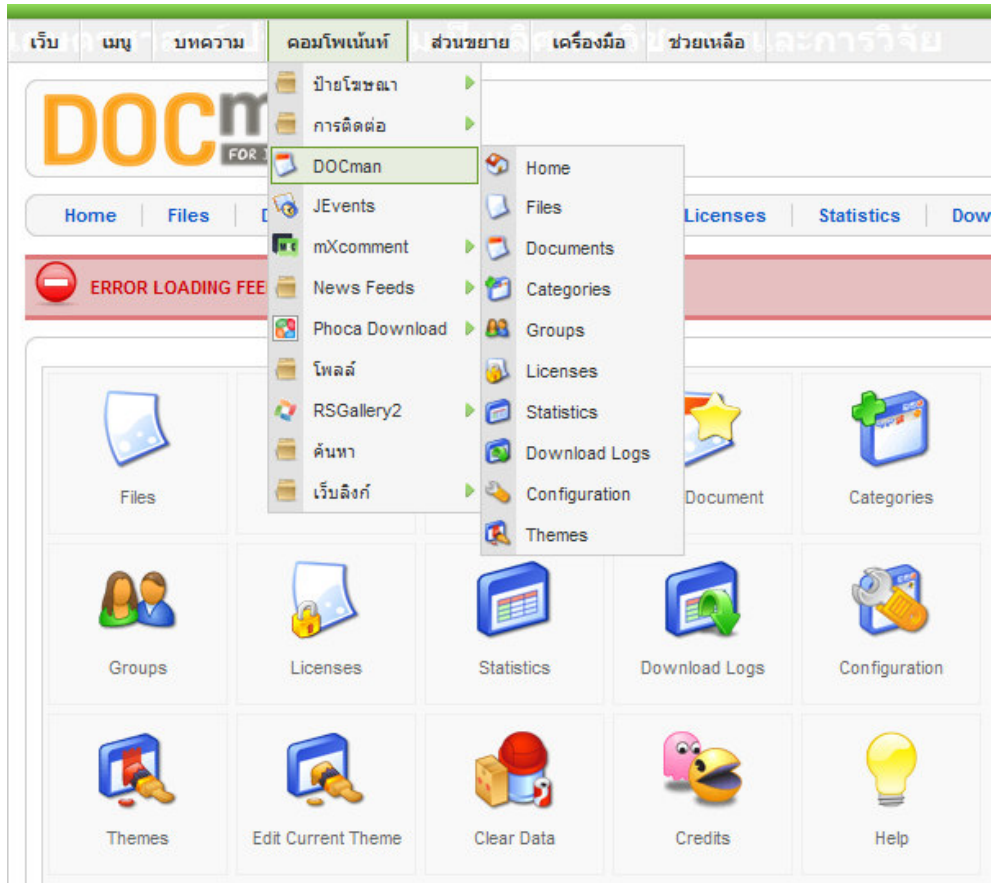 เว็บ เมนู บทความ คอมโพเน้นท์ ส่วนขยาย เครื่องมือ ช่วยเหลือ
ป้ายโฆษณา
การติดต่อ
DOCman
JEvents
mXcomment
News Feeds
Phoca Download
โพลล์
RSGallery2
ค้นหา
เว็บลิงก์
Home
Files
Documents
Categories
Groups
Licenses
Statistics
Download Logs
Configuration
Themes
DOCm
FOR
Home Files Licenses Statistics Dow
ERROR LOADING FEE
Files Document Categories
Groups Licenses Statistics Download Logs Configuration
Themes Edit Current Theme Clear Data Credits Help